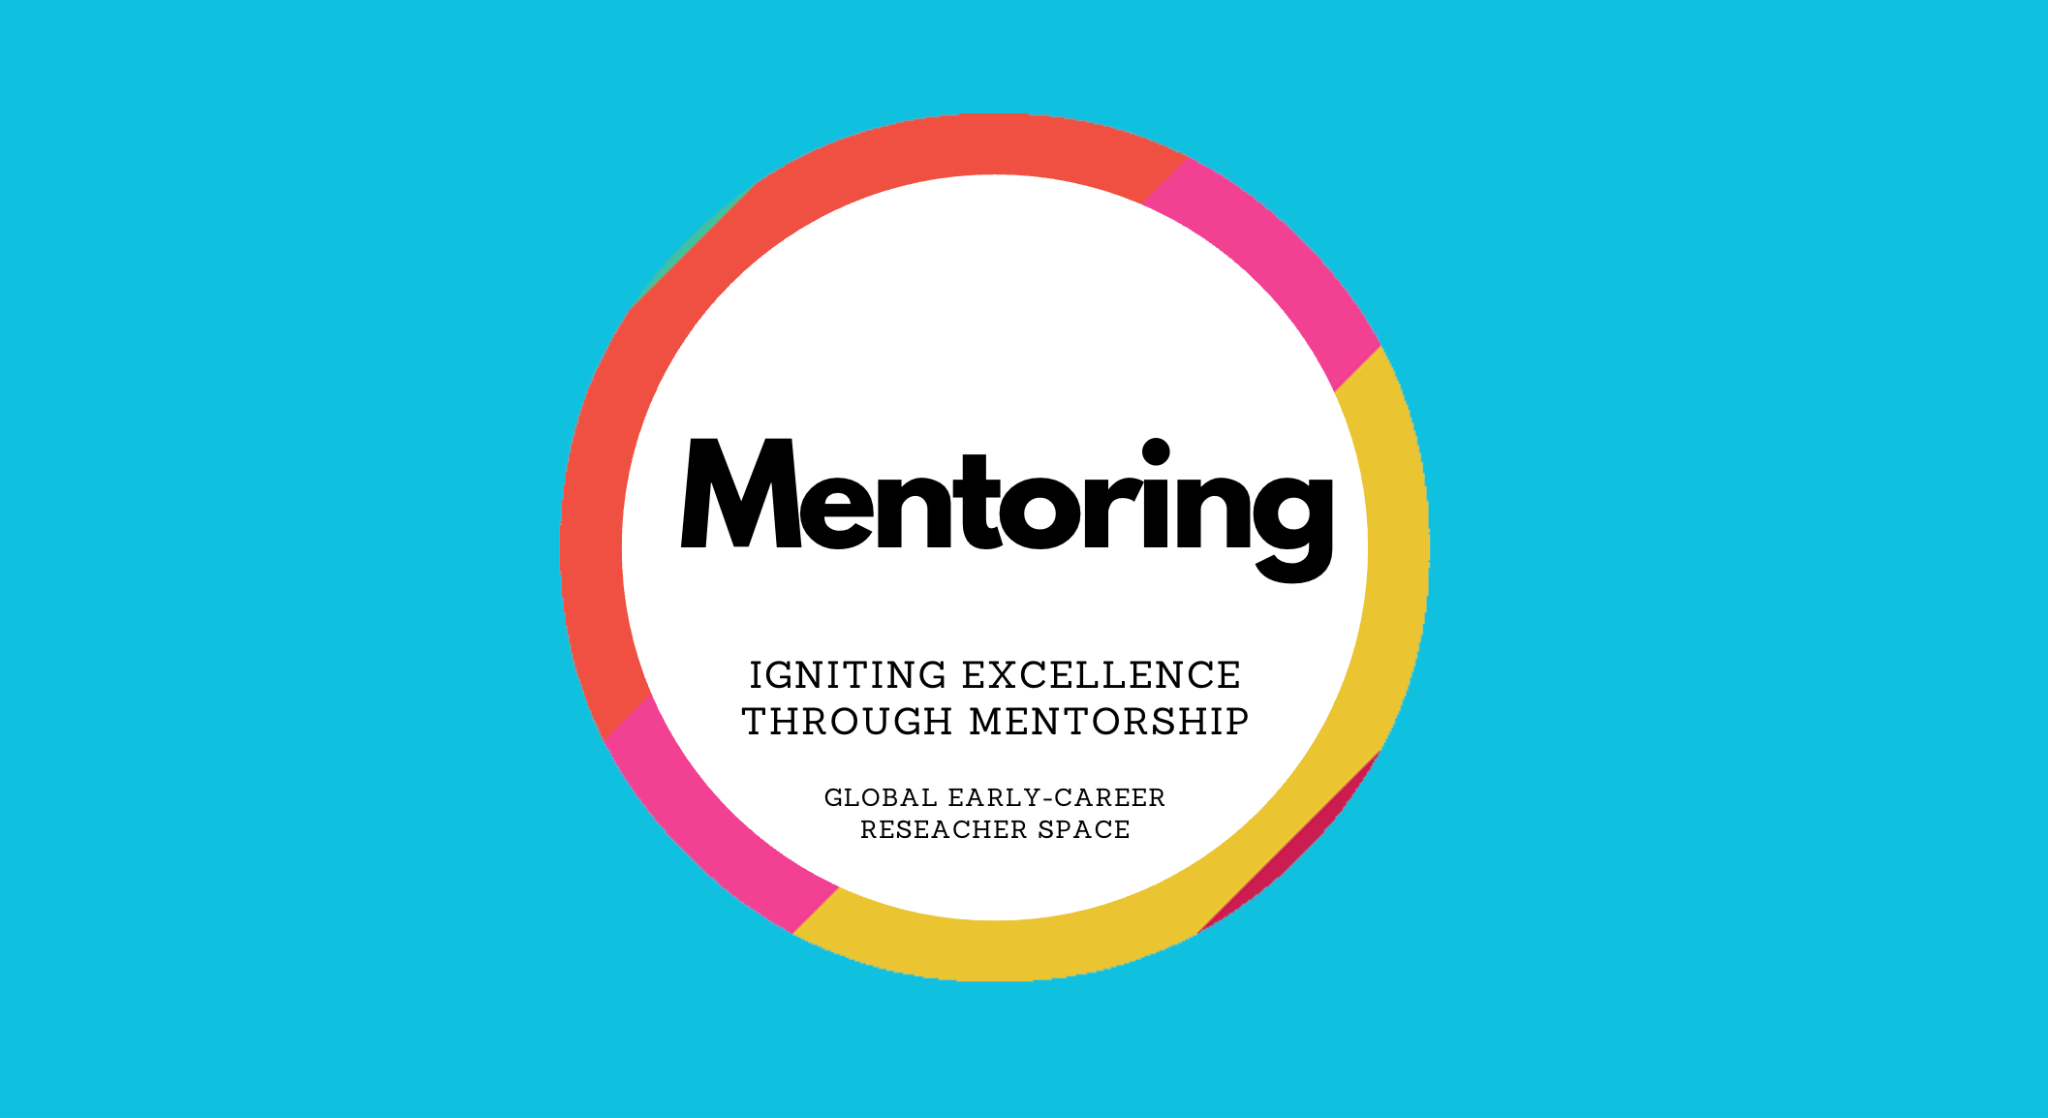 Mentoring
IGNITING EXCELLENCE
THROUGH MENTORSHIP
GLOBAL EARLY-CAREER
RESEACHER SPACE